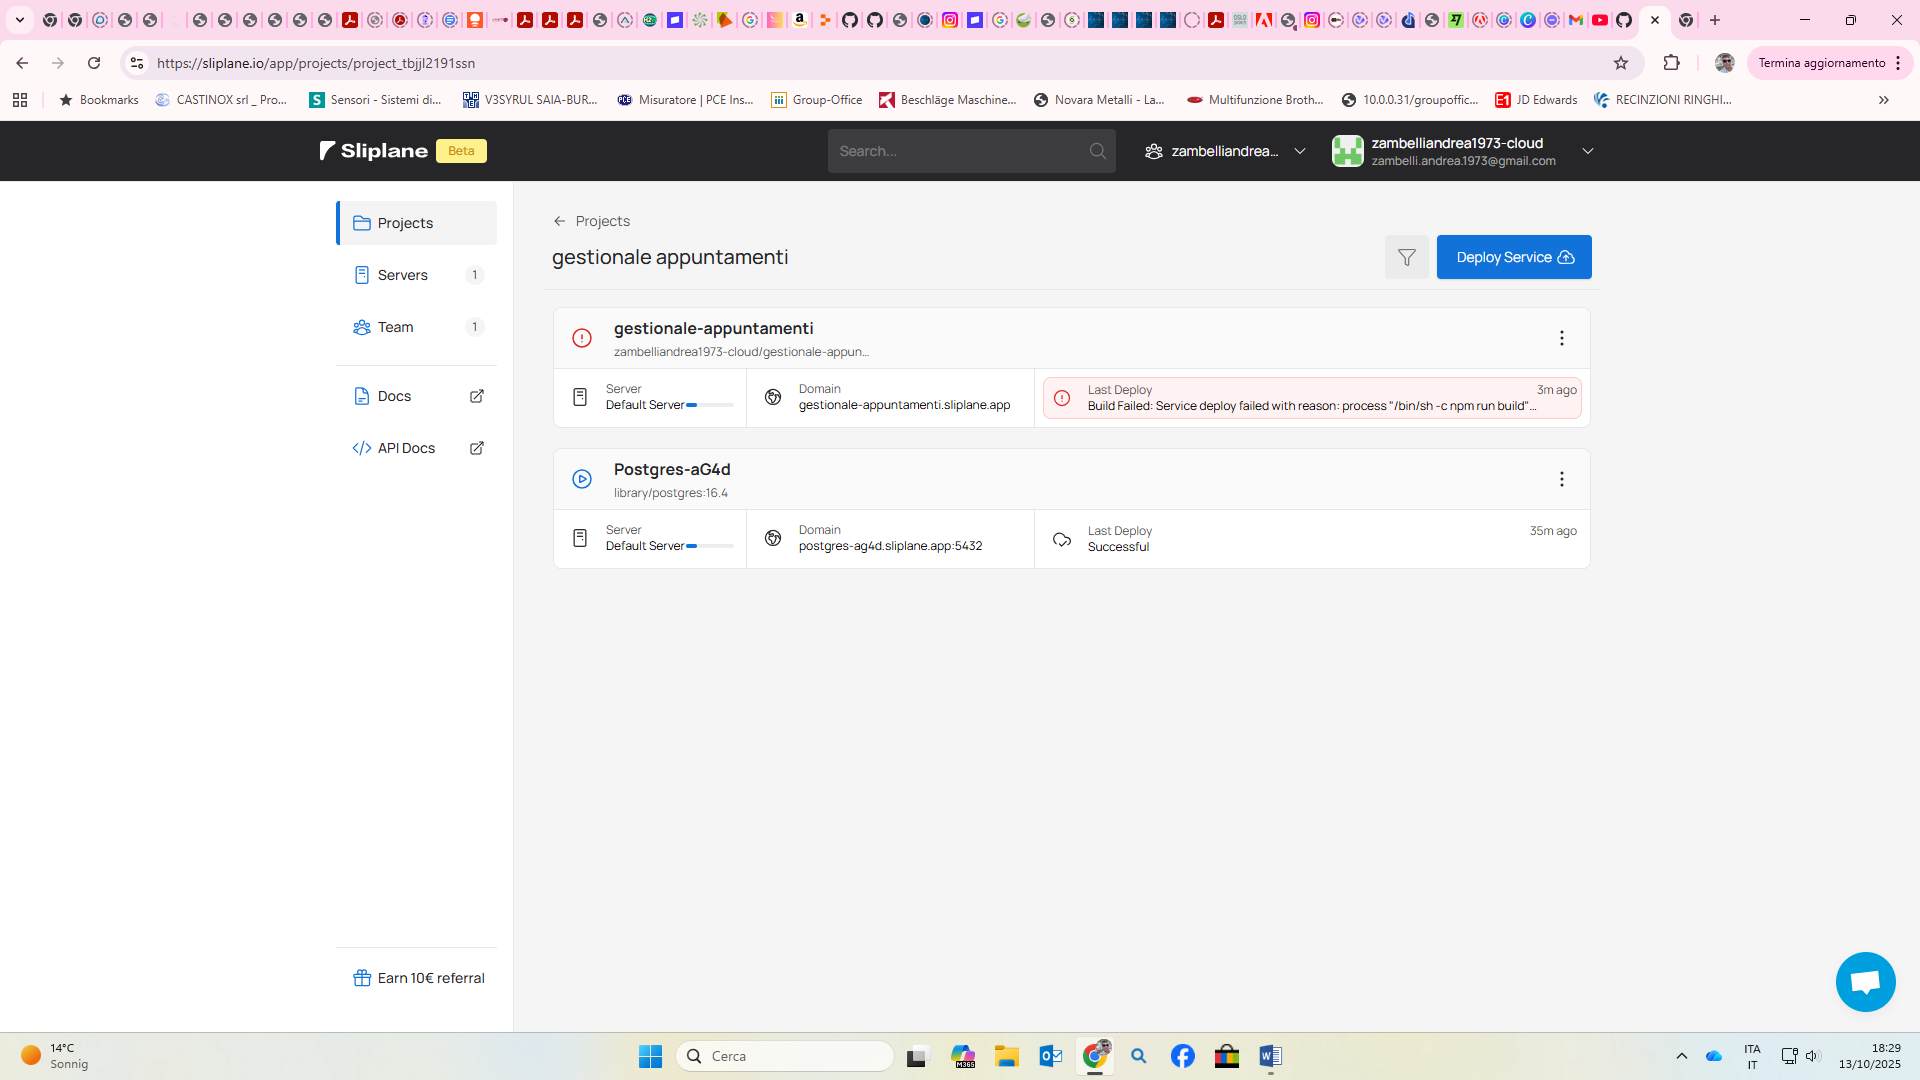 https://sliplane.io/app/projects/project_tbjjl2191ssn
Termina aggiornamento
Bookmarks
CASTINOX srl _ Pro...
Sensori - Sistemi di...
V3SYRUL SAIA-BUR...
Misuratore | PCE Ins...
Group-Office
Beschläge Maschine...
Novara Metalli - La...
Multifunzione Broth...
10.0.0.31/groupoffic...
JD Edwards
RECINZIONI RINGHI...
Sliplane
Beta
Search...
zambelliandrea...
zambelliandrea1973-cloud
zambelli.andrea.1973@gmail.com
Projects
Servers 1
Team 1
Docs
API Docs
Earn 10€ referral
Projects
gestionale appuntamenti
Deploy Service
gestionale-appuntamenti
zambelliandrea1973-cloud/gestionale-appun...
Server
Default Server
Domain
gestionale-appuntamenti.sliplane.app
Last Deploy 3m ago
Build Failed: Service deploy failed with reason: process "/bin/sh -c npm run build"...
Postgres-aG4d
library/postgres:16.4
Server
Default Server
Domain
postgres-ag4d.sliplane.app:5432
Last Deploy 35m ago
Successful
14°C
Sonnig
Cerca
ITA
IT
18:29
13/10/2025